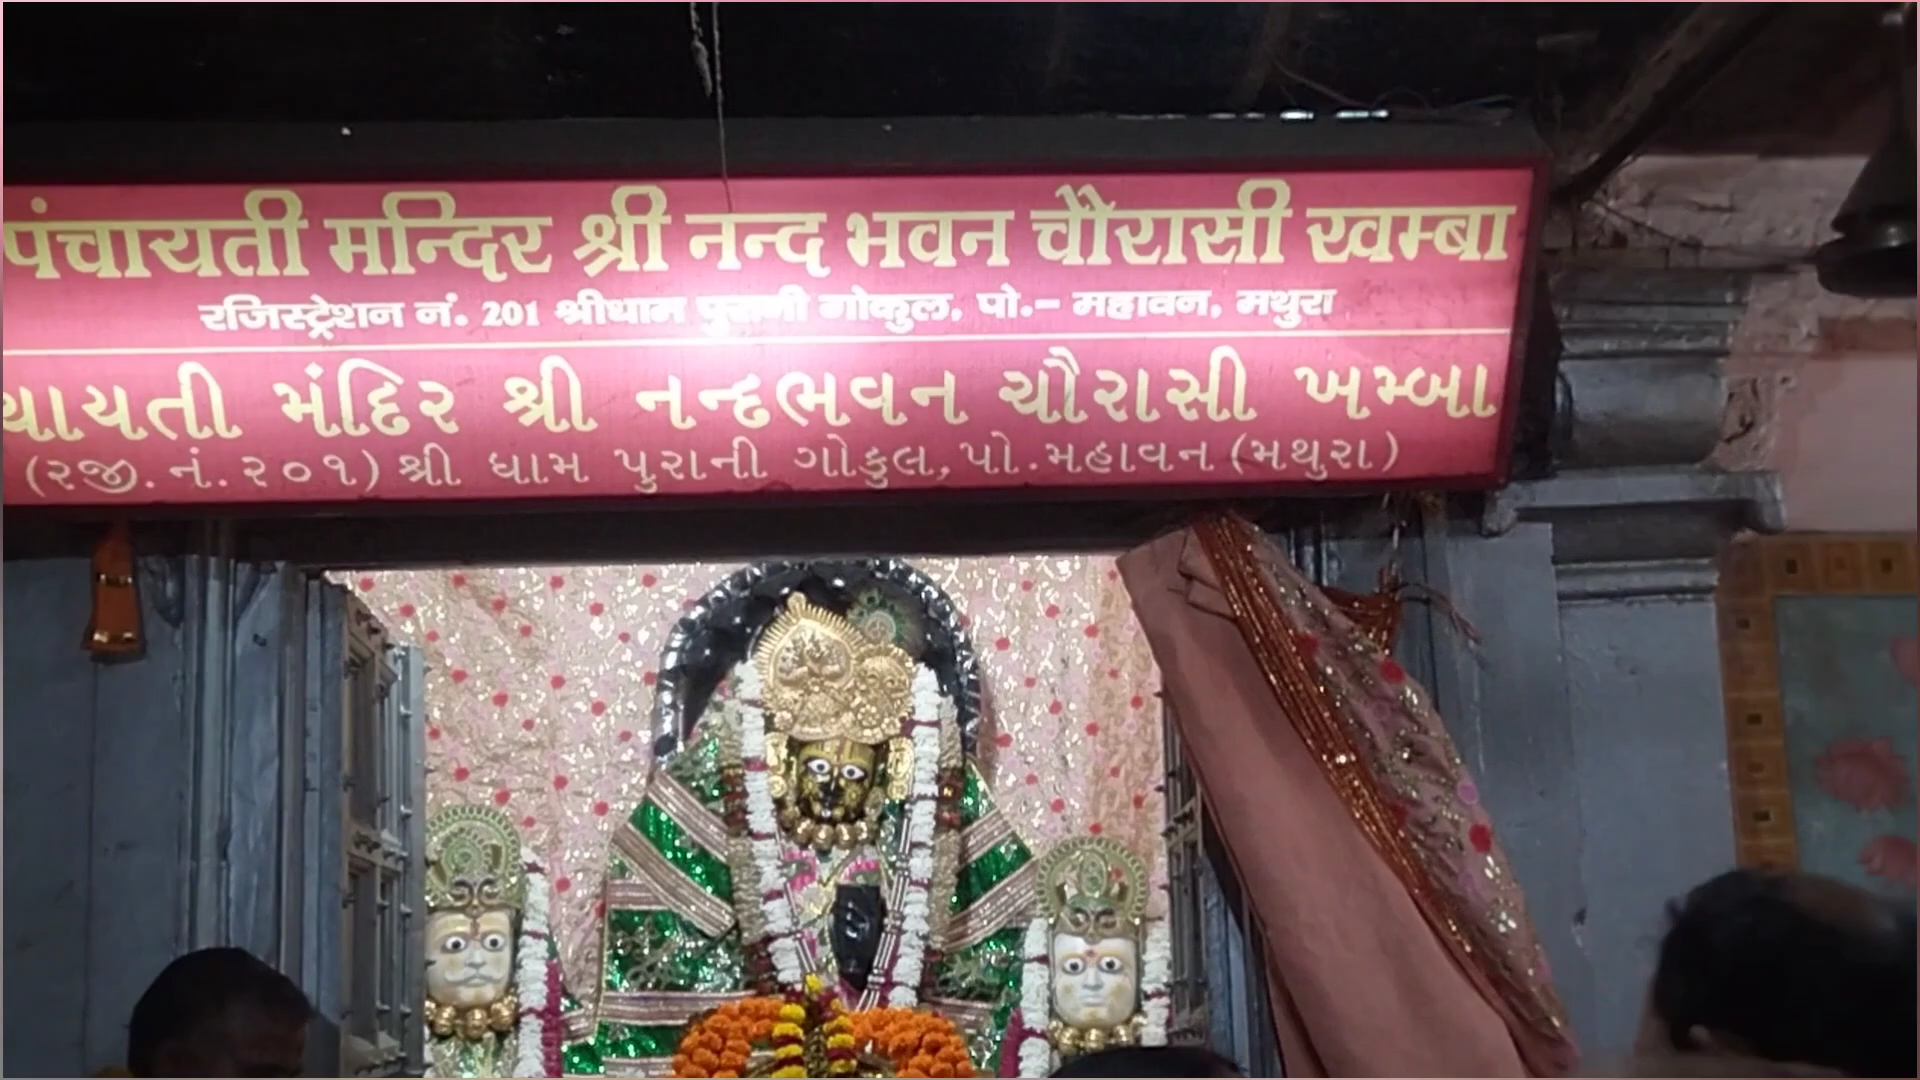 पंचायती मन्दिर श्री नन्द भवन चौरासी खम्बा
रजिस्ट्रेशन नं. 201 श्रीधाम पुरानी गोकुल, पो.- महावन, मथुरा
ચાયતી મંદિર શ્રી નન્દભવન ચૌરાસી ખમ્બા
(રજી. નં. ૨૦૧) શ્રી ધામ પુરાની ગોકુલ, પો. મહાવન (મથુરા)